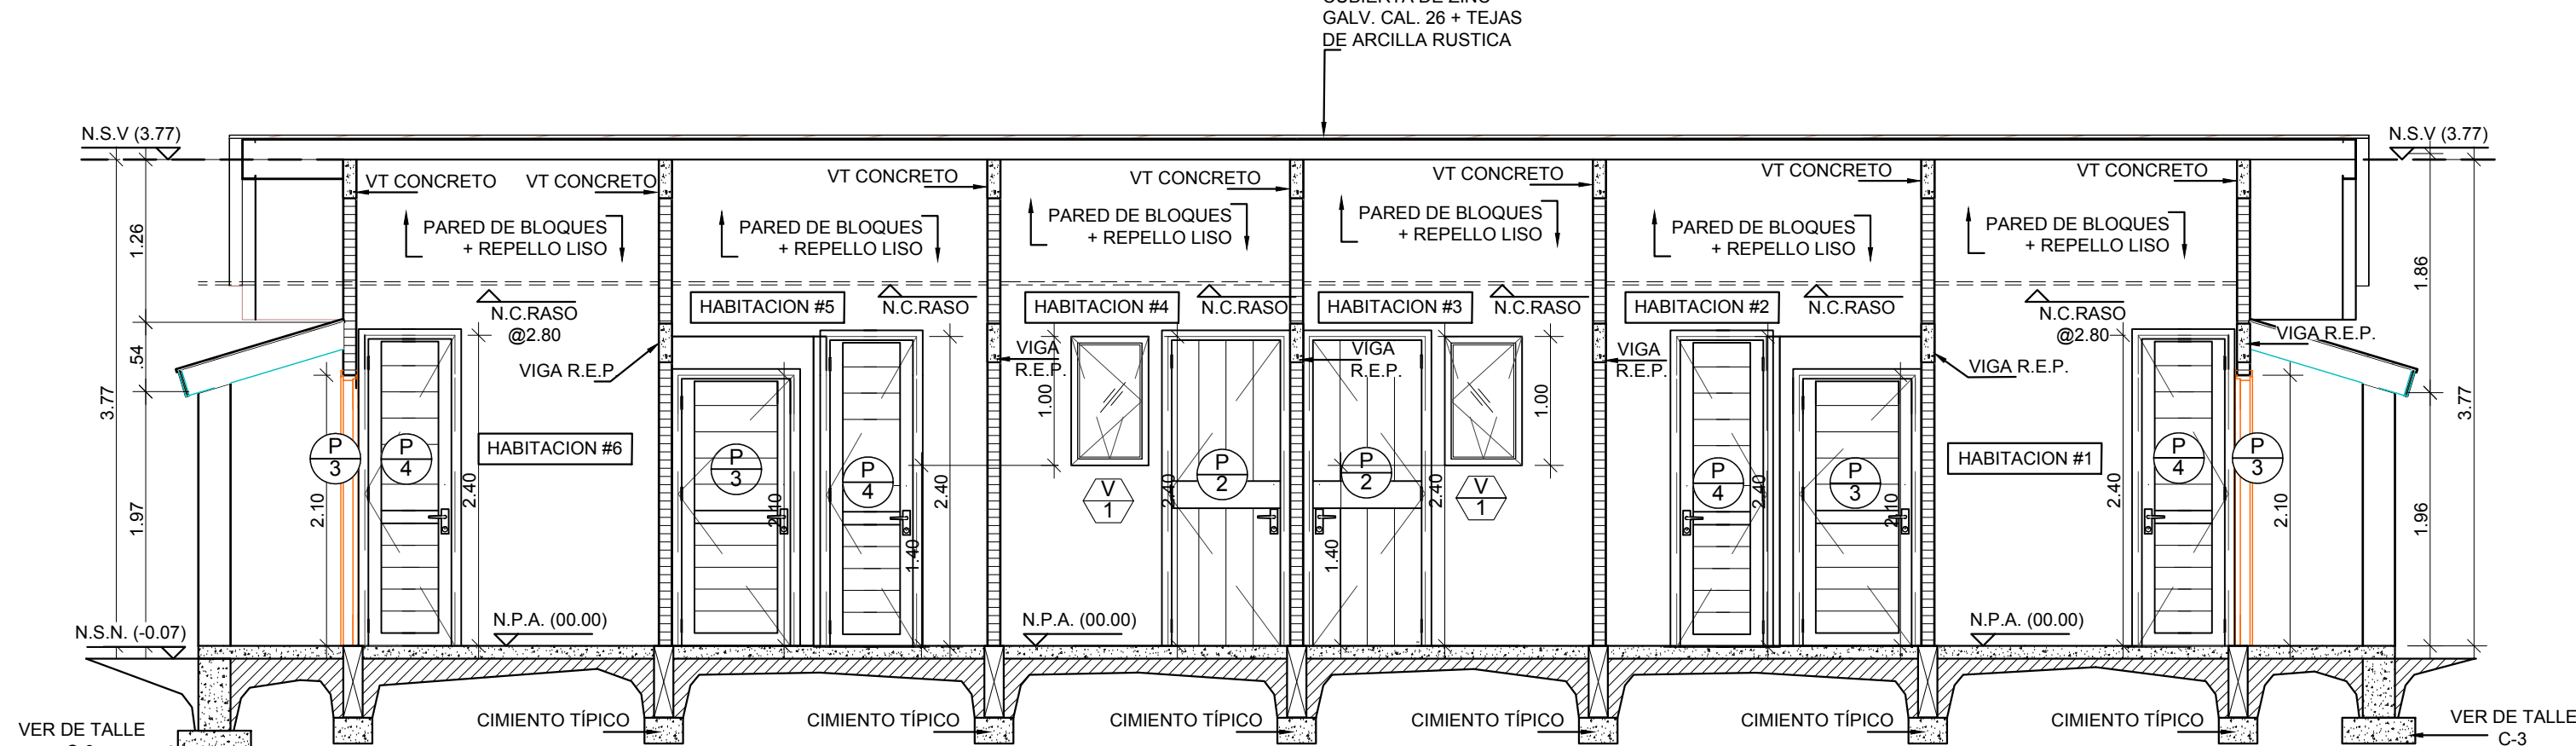 GALV. CAL. 26 + TEJAS
DE ARCILLA RUSTICA
N.S.V (3.77)
N.S.V (3.77)
VT CONCRETO
VT CONCRETO
VT CONCRETO
VT CONCRETO
VT CONCRETO
VT CONCRETO
VT CONCRETO
PARED DE BLOQUES
+ REPELLO LISO
PARED DE BLOQUES
+ REPELLO LISO
PARED DE BLOQUES
+ REPELLO LISO
PARED DE BLOQUES
+ REPELLO LISO
PARED DE BLOQUES
+ REPELLO LISO
PARED DE BLOQUES
+ REPELLO LISO
1.26
.54
3.77
1.97
1.86
3.77
1.96
N.C.RASO
@2.80
HABITACION #5
N.C.RASO
HABITACION #4
N.C.RASO
HABITACION #3
N.C.RASO
HABITACION #2
N.C.RASO
N.C.RASO
@2.80
VIGA R.E.P.
VIGA R.E.P
VIGA
R.E.P.
VIGA
R.E.P.
VIGA
R.E.P.
VIGA R.E.P.
1.00
1.00
HABITACION #6
HABITACION #1
P
3
P
4
P
3
P
4
P
2
P
2
P
4
P
3
P
4
P
3
V
1
V
1
2.10
2.40
2.10
2.40
1.40
2.40
2.40
1.40
2.40
2.10
2.40
2.10
N.P.A. (00.00)
N.P.A. (00.00)
N.P.A. (00.00)
N.S.N. (-0.07)
VER DE TALLE
CIMIENTO TÍPICO
CIMIENTO TÍPICO
CIMIENTO TÍPICO
CIMIENTO TÍPICO
CIMIENTO TÍPICO
CIMIENTO TÍPICO
VER DE TALLE
C-3